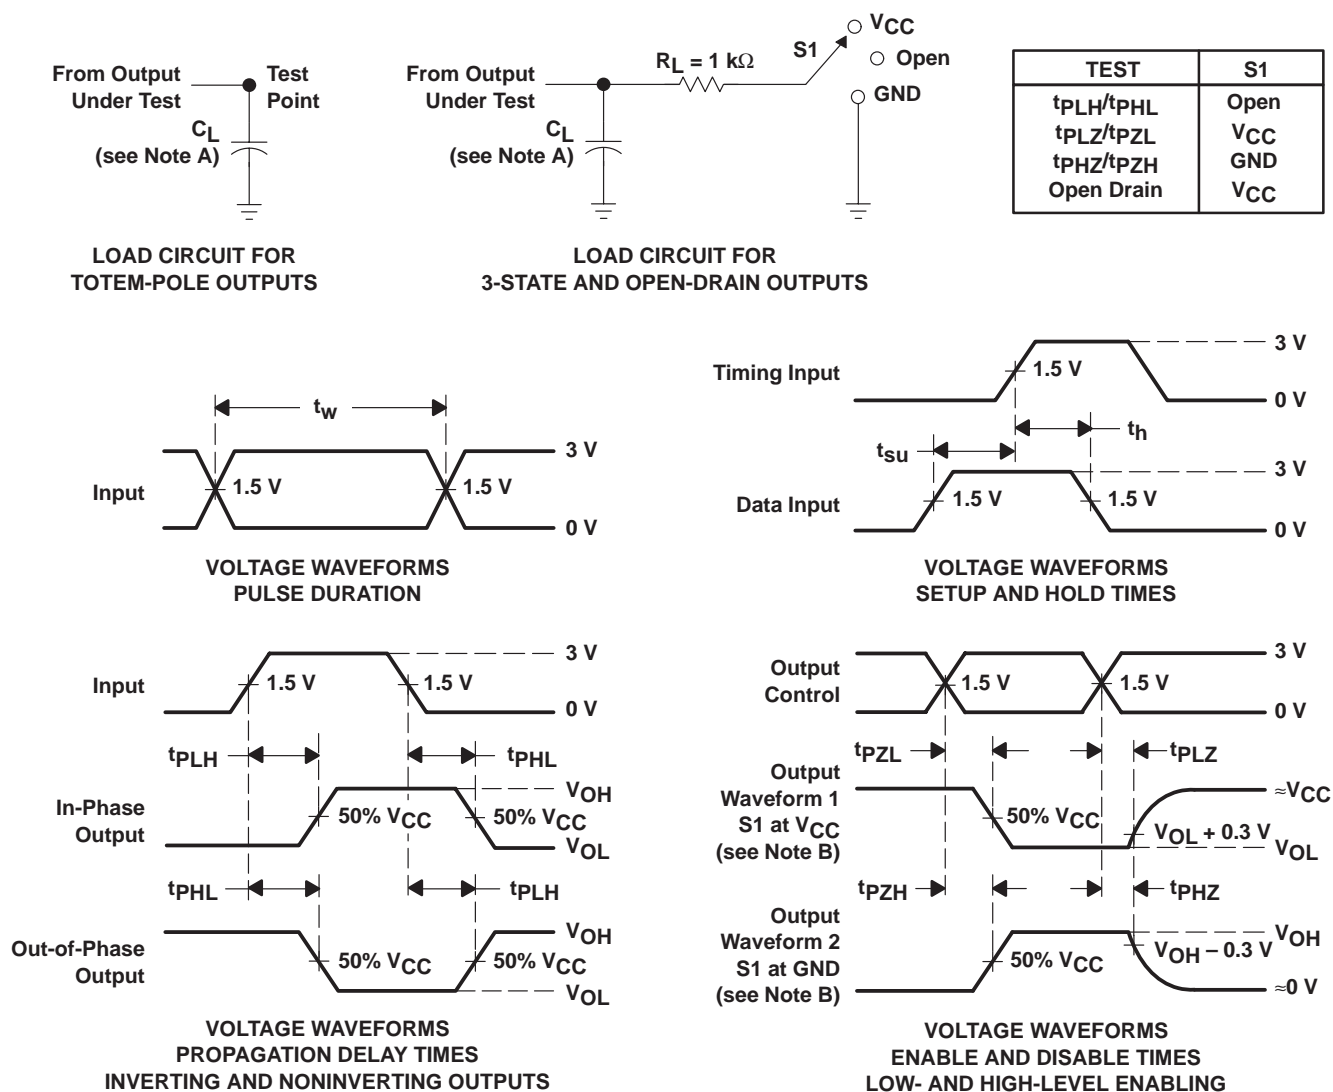 From Output
Under Test
Test
Point
CL
(see Note A)
LOAD CIRCUIT FOR
TOTEM-POLE OUTPUTS
From Output
Under Test
RL = 1 kΩ
S1
VCC
Open
GND
CL
(see Note A)
LOAD CIRCUIT FOR
3-STATE AND OPEN-DRAIN OUTPUTS
TEST S1
tPLH/tPHL Open
tPLZ/tPZL VCC
tPHZ/tPZH GND
Open Drain VCC
tw
Input
1.5 V
1.5 V
3 V
0 V
VOLTAGE WAVEFORMS
PULSE DURATION
Timing Input
1.5 V
3 V
0 V
th
tsu
Data Input
1.5 V
1.5 V
3 V
0 V
VOLTAGE WAVEFORMS
SETUP AND HOLD TIMES
Input
1.5 V
1.5 V
3 V
0 V
tPLH
tPHL
In-Phase
Output
50% VCC
50% VCC
VOH
VOL
tPHL
tPLH
Out-of-Phase
Output
50% VCC
50% VCC
VOH
VOL
VOLTAGE WAVEFORMS
PROPAGATION DELAY TIMES
INVERTING AND NONINVERTING OUTPUTS
Output
Control
1.5 V
1.5 V
3 V
0 V
tPZL
tPLZ
Output
Waveform 1
S1 at VCC
(see Note B)
50% VCC
VOL + 0.3 V
≈VCC
VOL
tPZH
tPHZ
Output
Waveform 2
S1 at GND
(see Note B)
50% VCC
VOH – 0.3 V
VOH
≈0 V
VOLTAGE WAVEFORMS
ENABLE AND DISABLE TIMES
LOW- AND HIGH-LEVEL ENABLING